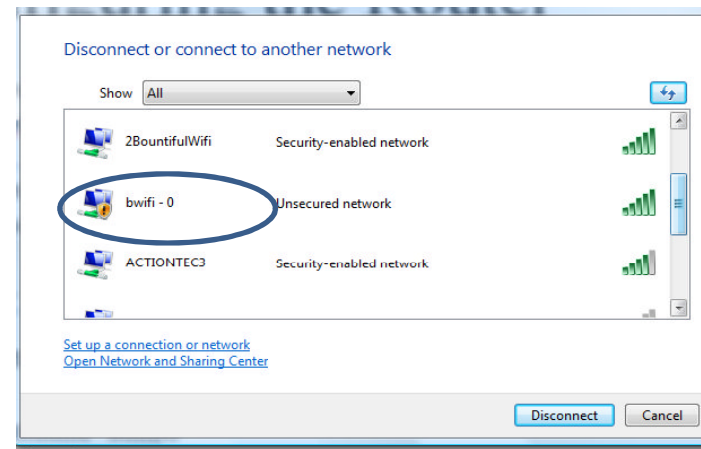 Disconnect or connect to another network
Show All
2BountifulWifi Security-enabled network
bwifi - 0 Unsecured network
ACTIONTEC3 Security-enabled network
Set up a connection or network
Open Network and Sharing Center
Disconnect Cancel